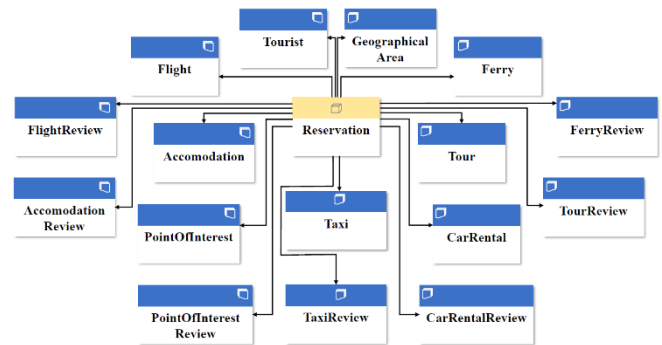 Tourist
Geographical
Area
Flight
Ferry
FlightReview
Reservation
FerryReview
Accomodation
Tour
Accomodation
Review
TourReview
PointOfInterest
Taxi
CarRental
PointOfInterest
Review
TaxiReview
CarRentalReview